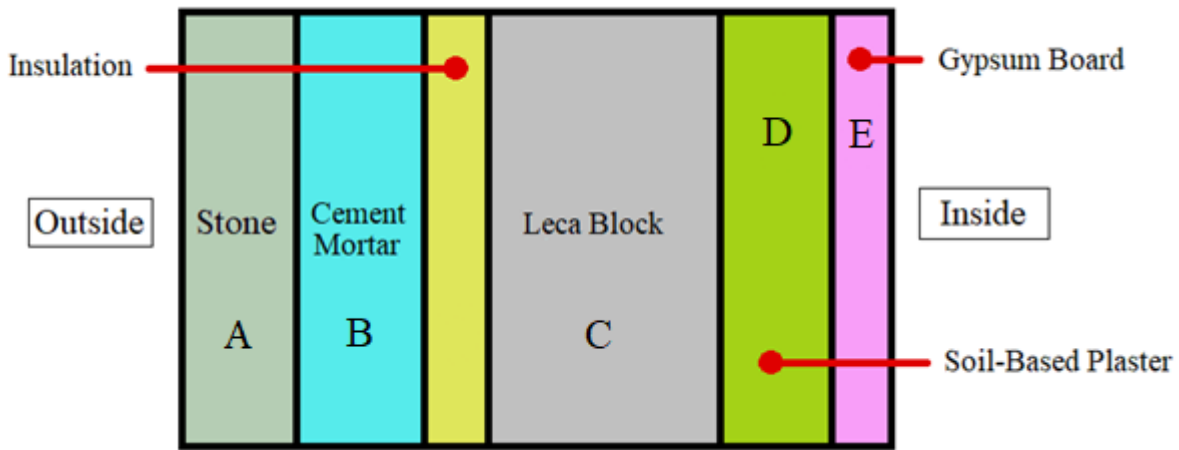 Insulation
Gypsum Board
D
E
Outside
Stone
Cement
Mortar
Leca Block
Inside
A
B
C
Soil-Based Plaster